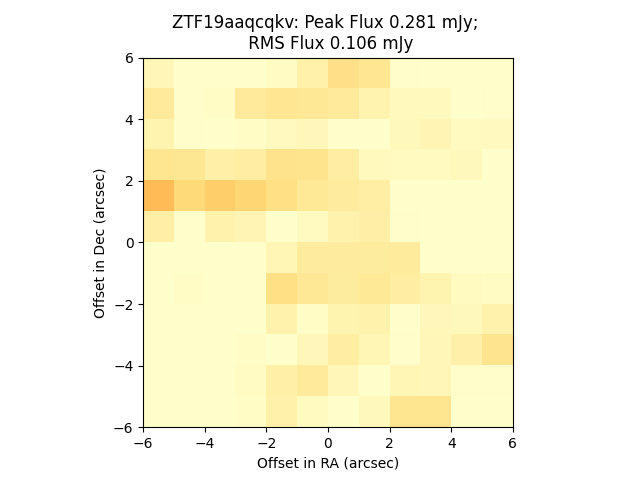 ZTF19aaqcqkv: Peak Flux 0.281 mJy;
RMS Flux 0.106 mJy
6
4
2
0
−2
−4
−6
Offset in Dec (arcsec)
−6 −4 −2 0 2 4 6
Offset in RA (arcsec)